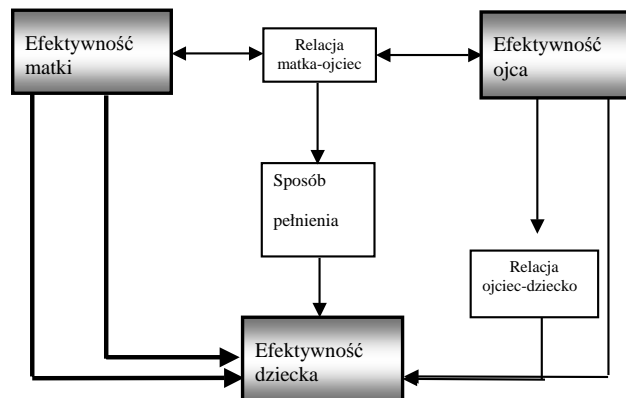 Efektywność
matki
Relacja
matka-ojciec
Efektywność
ojca
Sposób
pełnienia
Relacja
ojciec-dziecko
Efektywność
dziecka